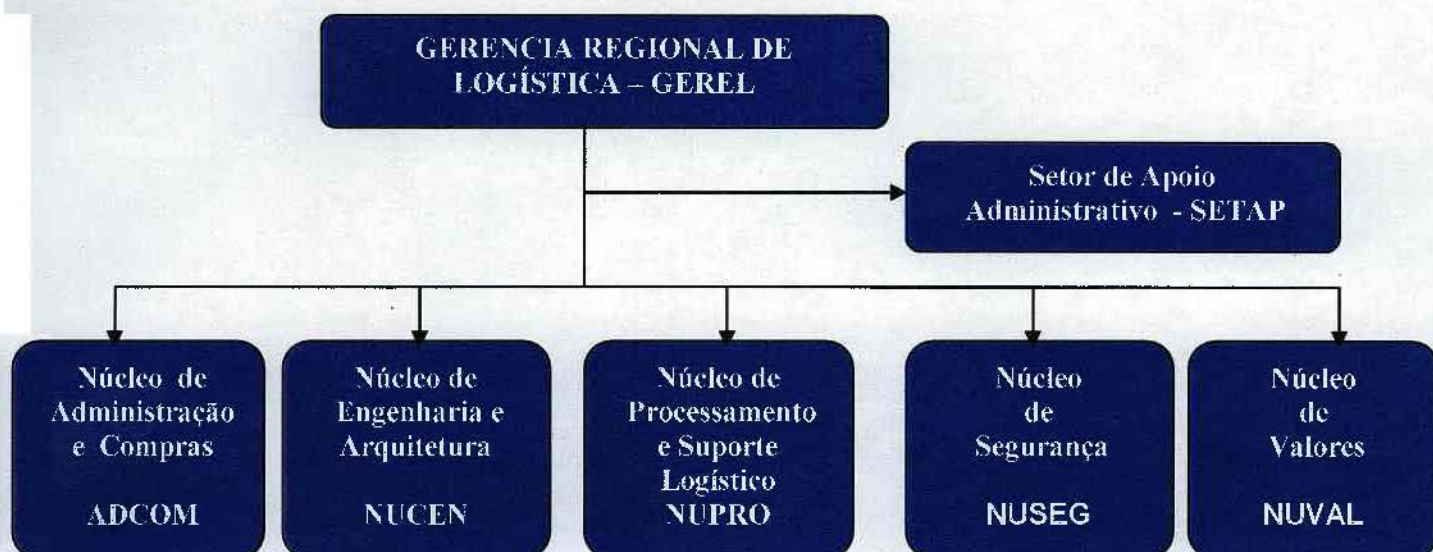 GERENCIA REGIONAL DE
LOGÍSTICA – GEREL
Setor de Apoio
Administrativo - SETAP
Núcleo de
Administração
e Compras
ADCOM
Núcleo de
Engenharia e
Arquitetura
NUCEN
Núcleo de
Processamento
e Suporte
Logístico
NUPRO
Núcleo
de
Segurança
NUSEG
Núcleo
de
Valores
NUVAL